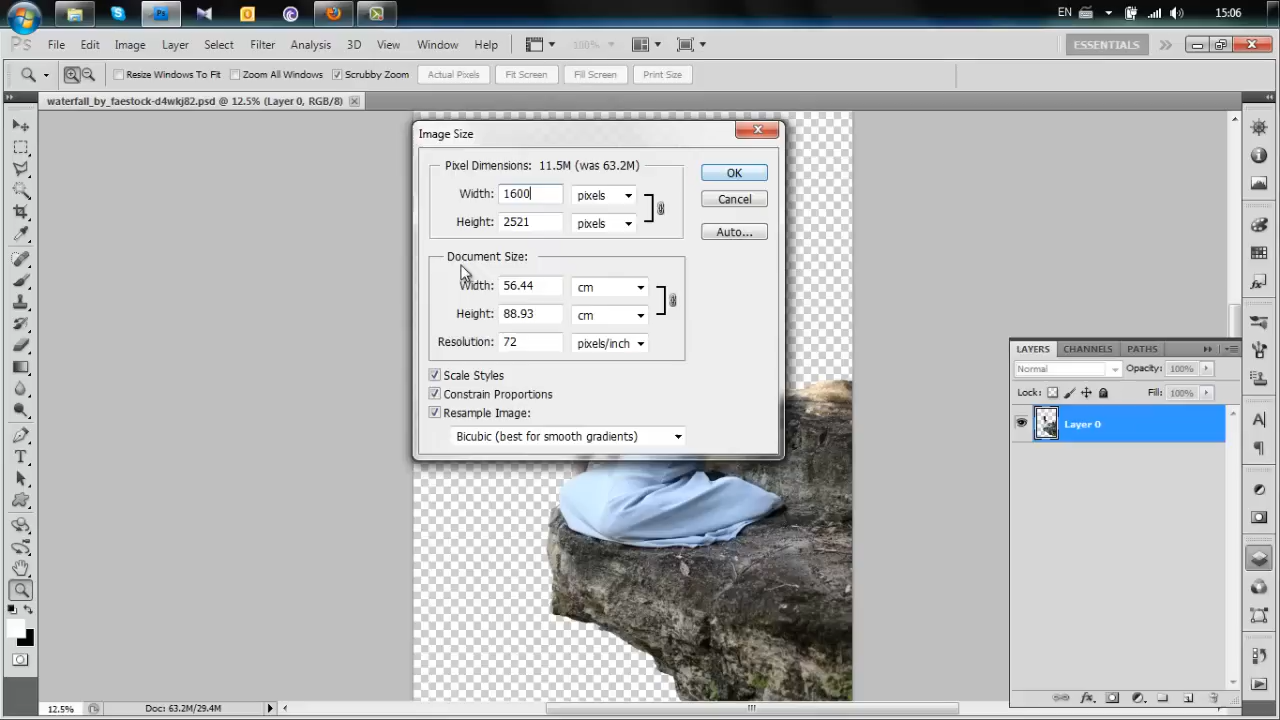 EN
15:06
Ps
File Edit Image Layer Select Filter Analysis 3D View Window Help
100%
ESSENTIALS
Resize Windows To Fit Zoom All Windows Scrubby Zoom Actual Pixels Fit Screen Fill Screen Print Size
waterfall_by_faestock-d4wkj82.psd @ 12.5% (Layer 0, RGB/8)
Image Size
Pixel Dimensions: 11.5M (was 63.2M)
Width: 1600 pixels
Height: 2521 pixels
OK
Cancel
Auto...
Document Size:
Width: 56.44 cm
Height: 88.93 cm
Resolution: 72 pixels/inch
Scale Styles
Constrain Proportions
Resample Image:
Bicubic (best for smooth gradients)
LAYERS CHANNELS PATHS
Normal Opacity: 100%
Lock: Fill: 100%
Layer 0
12.5% Doc: 63.2M/29.4M